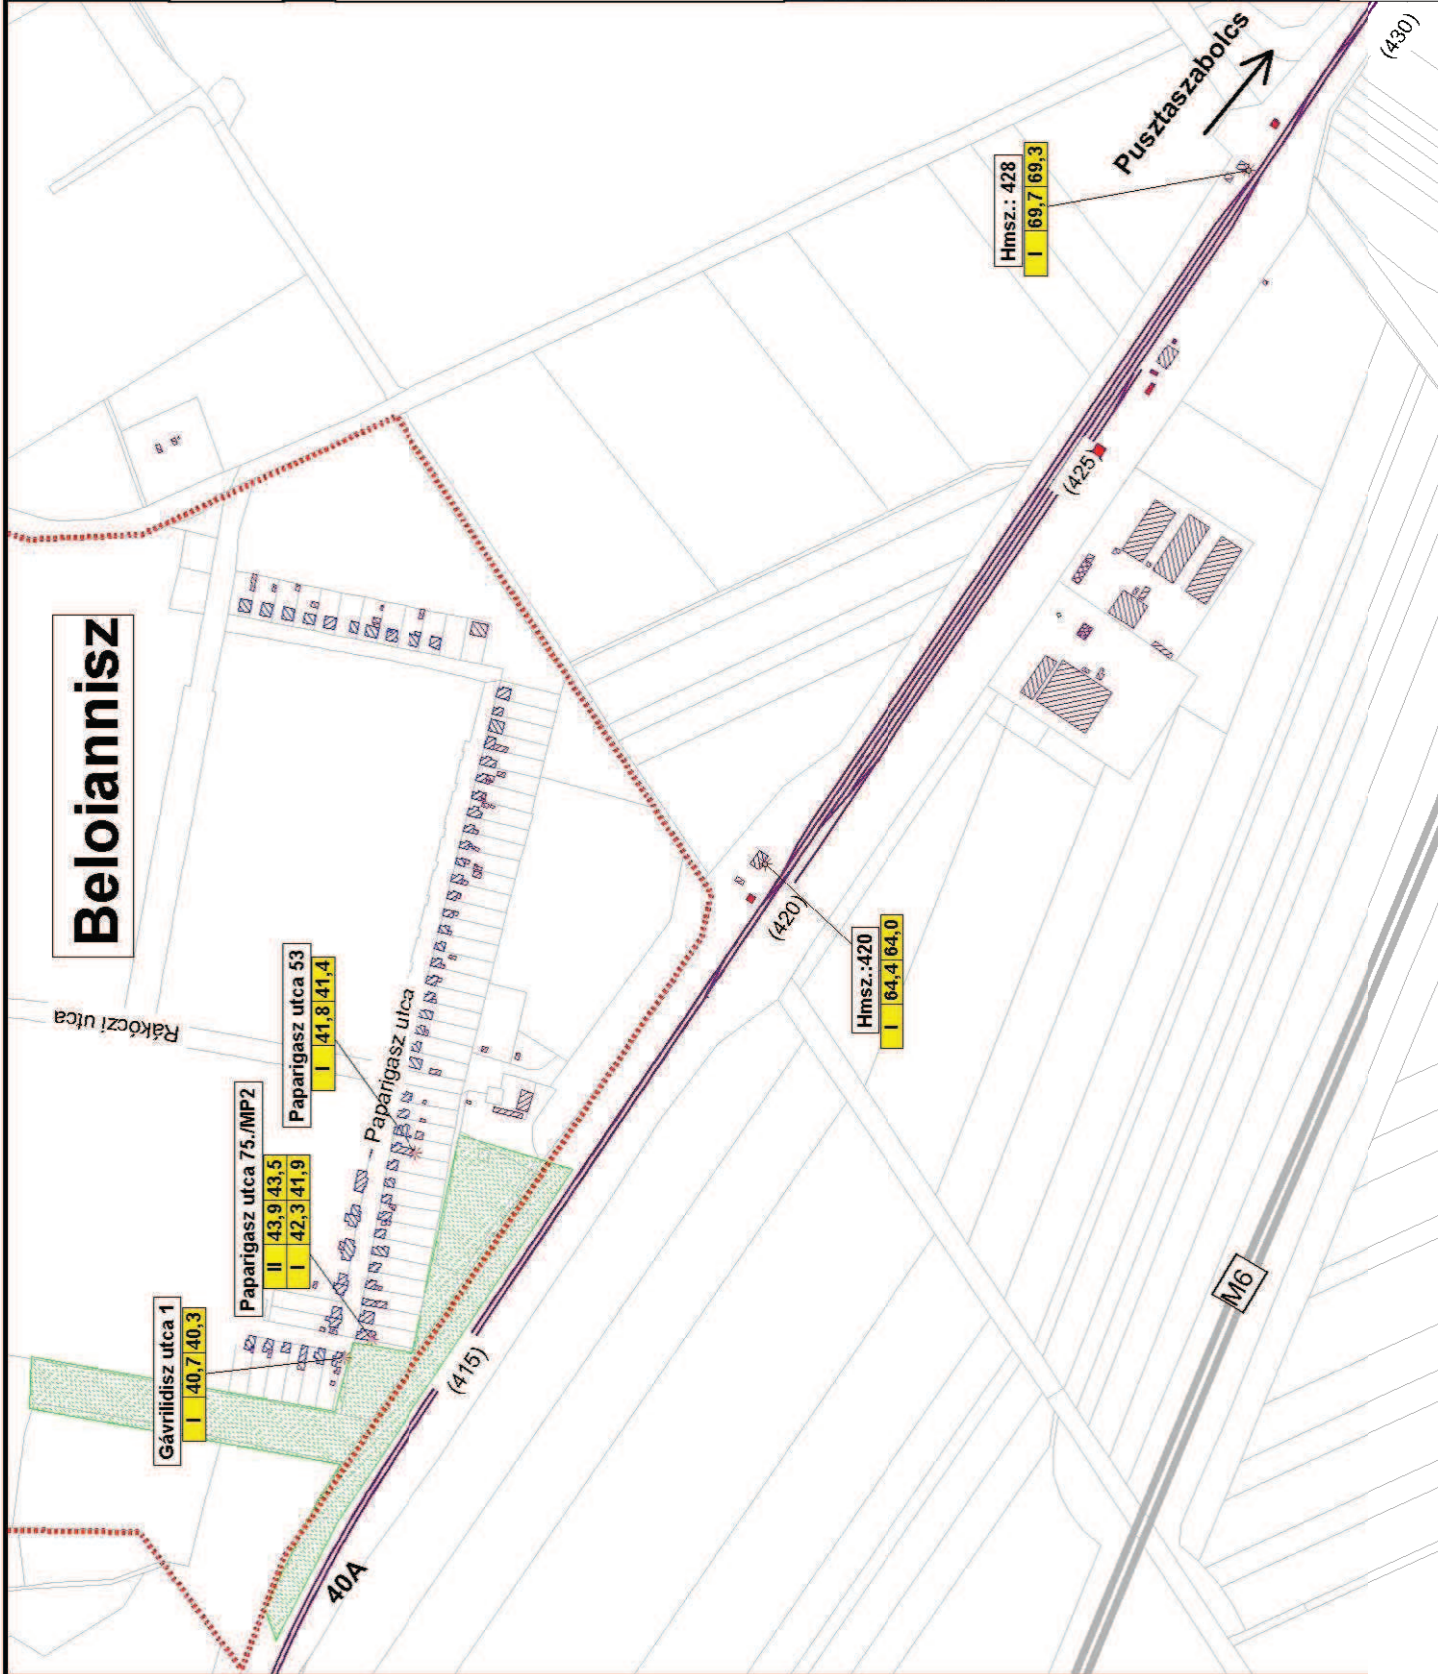 Beloiannisz
Rákóczi utca
Paparigasz utca
Gávrilidisz utca 1
I 40,7 40,3
Paparigasz utca 75./MP2
II 43,9 43,5
I 42,3 41,9
Paparigasz utca 53
I 41,8 41,4
Hmsz.:420
I 64,4 64,0
Hmsz.: 428
I 69,7 69,3
Pusztaszabolcs
40A
(415)
(420)
(425)
(430)
M6